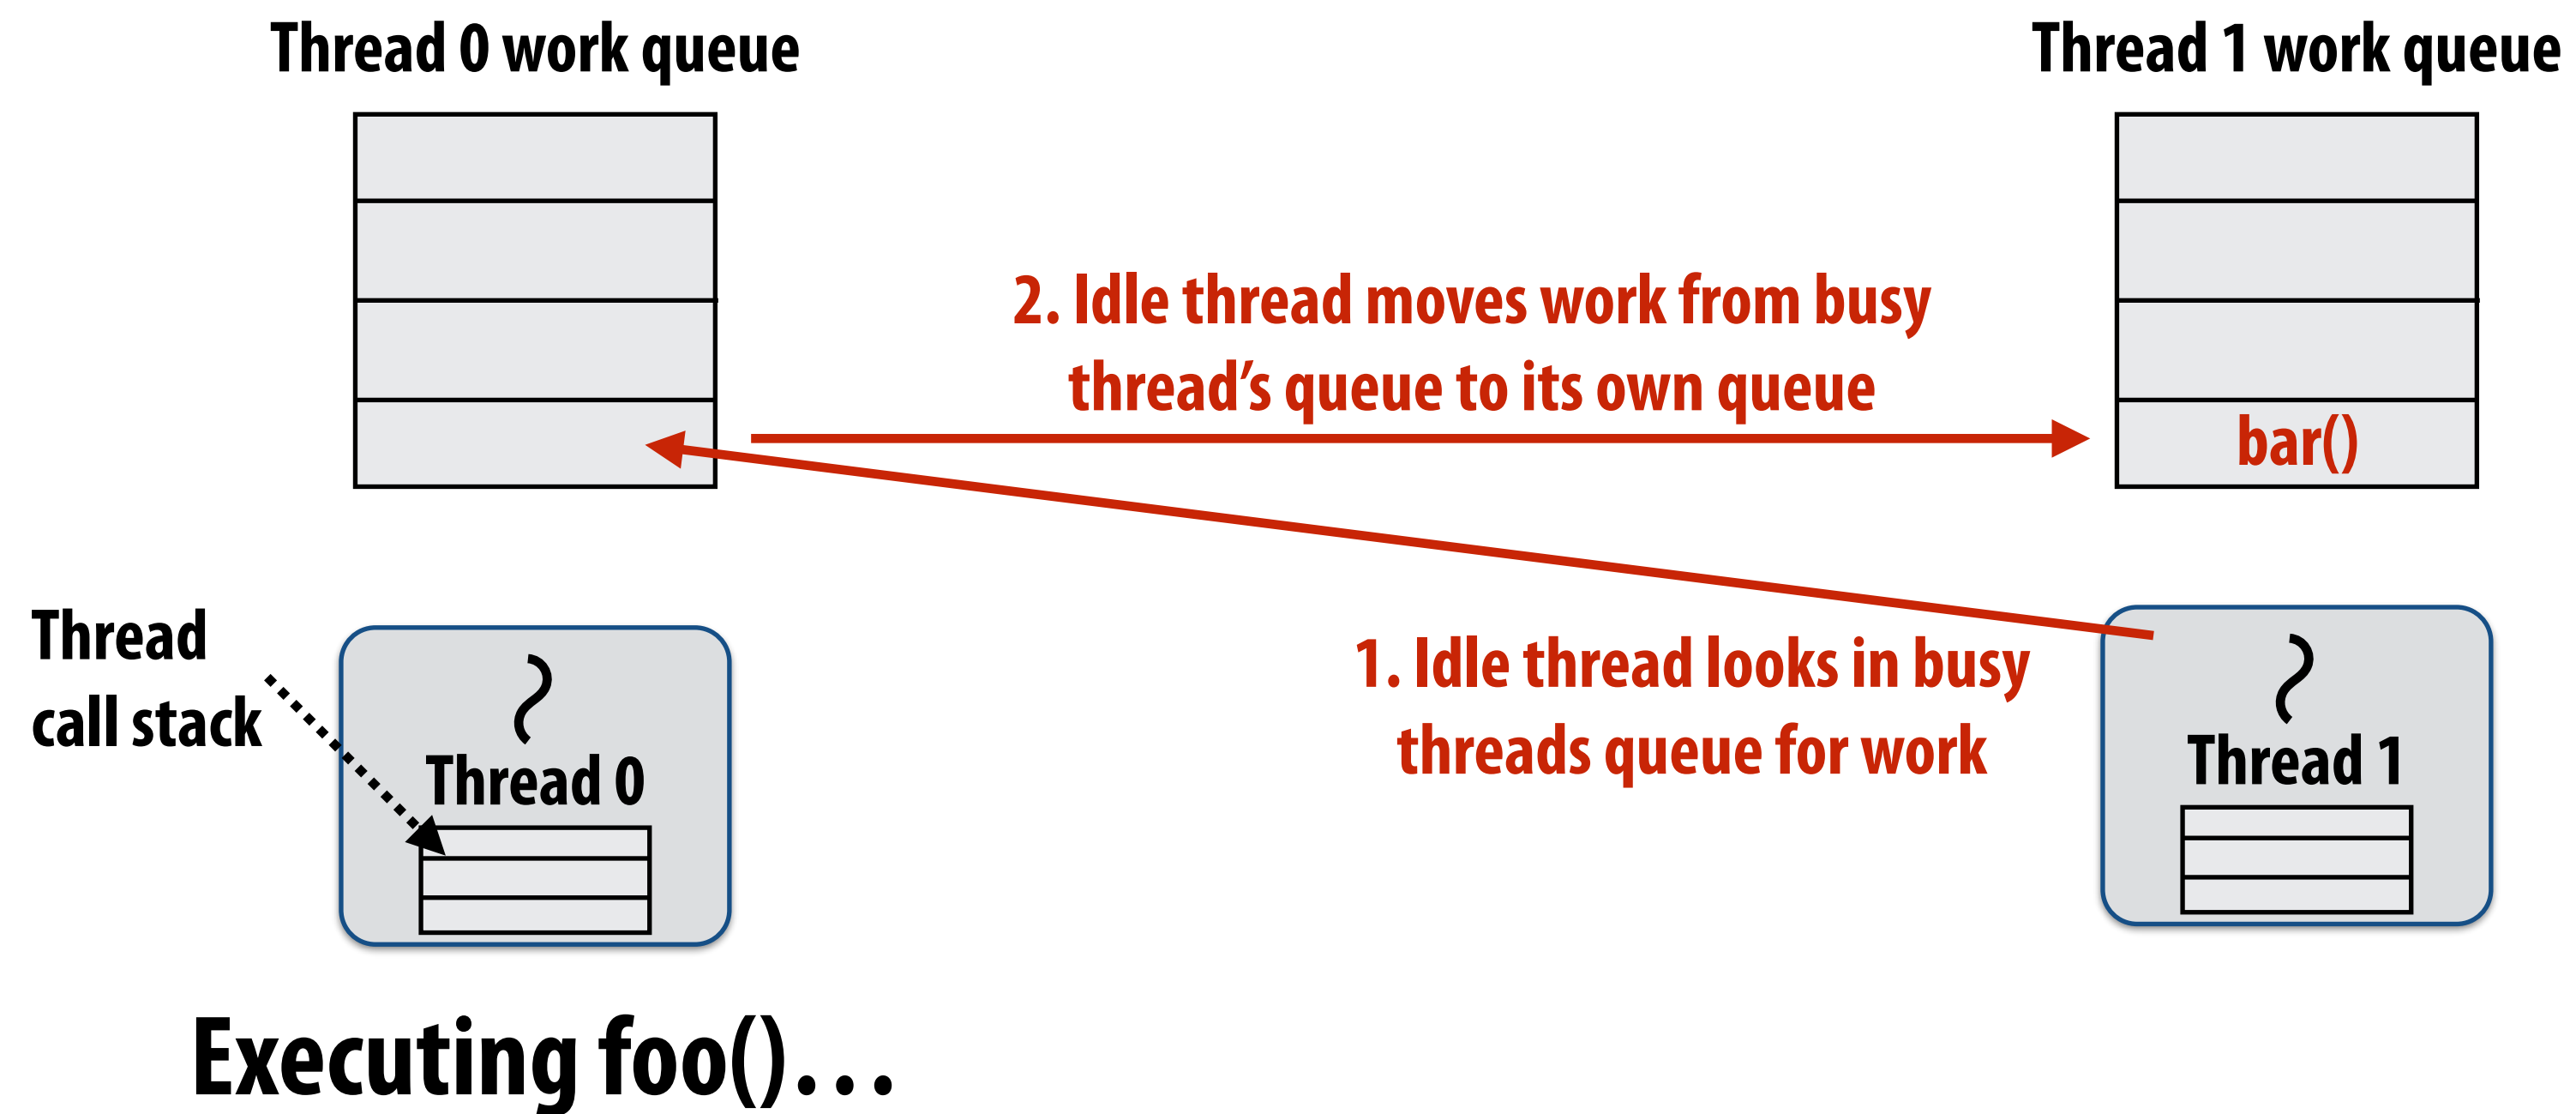 Thread 0 work queue
Thread 1 work queue
2. Idle thread moves work from busy
thread’s queue to its own queue
bar()
Thread
call stack
Thread 0
1. Idle thread looks in busy
threads queue for work
Thread 1
Executing foo()…